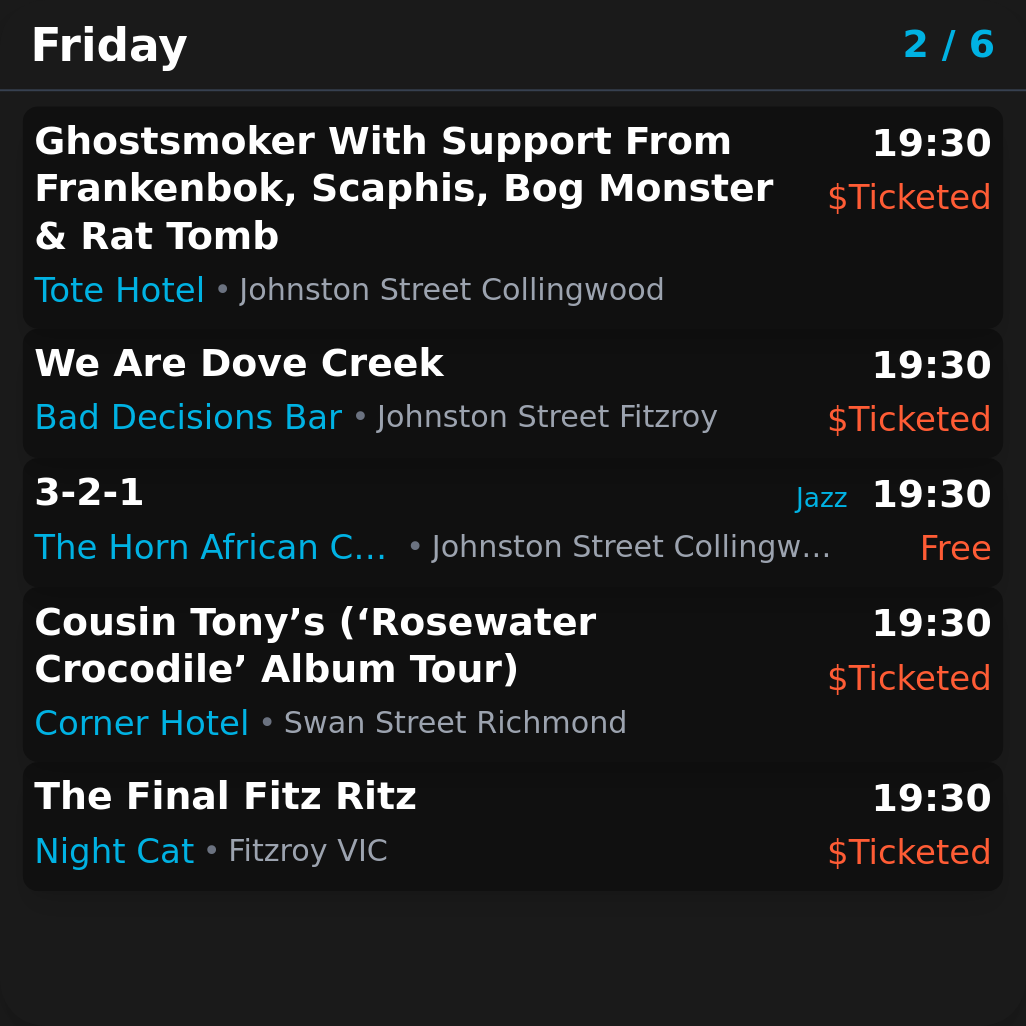 Friday
2 / 6
Ghostsmoker With Support From
Frankenbok, Scaphis, Bog Monster
& Rat Tomb
19:30
$Ticketed
Tote Hotel • Johnston Street Collingwood
We Are Dove Creek
19:30
Bad Decisions Bar • Johnston Street Fitzroy
$Ticketed
3-2-1
Jazz 19:30
The Horn African C… • Johnston Street Collingw…
Free
Cousin Tony’s (‘Rosewater
Crocodile’ Album Tour)
19:30
$Ticketed
Corner Hotel • Swan Street Richmond
The Final Fitz Ritz
19:30
Night Cat • Fitzroy VIC
$Ticketed